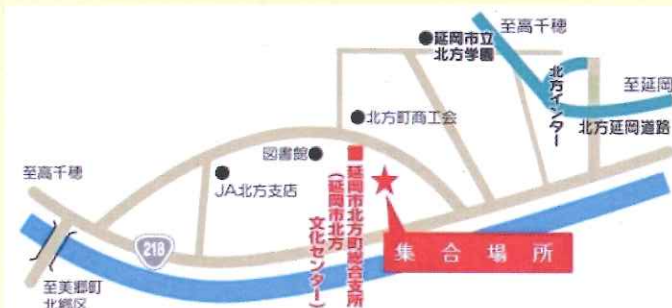 至高千穂
延岡市立
北方学園
北方インター
至延岡
北方延岡道路
北方町商工会
図書館
至高千穂
JA北方支店
延岡市北方町総合支所
(延岡市北方
文化センター)
218
集合場所
至美郷町
北郷区